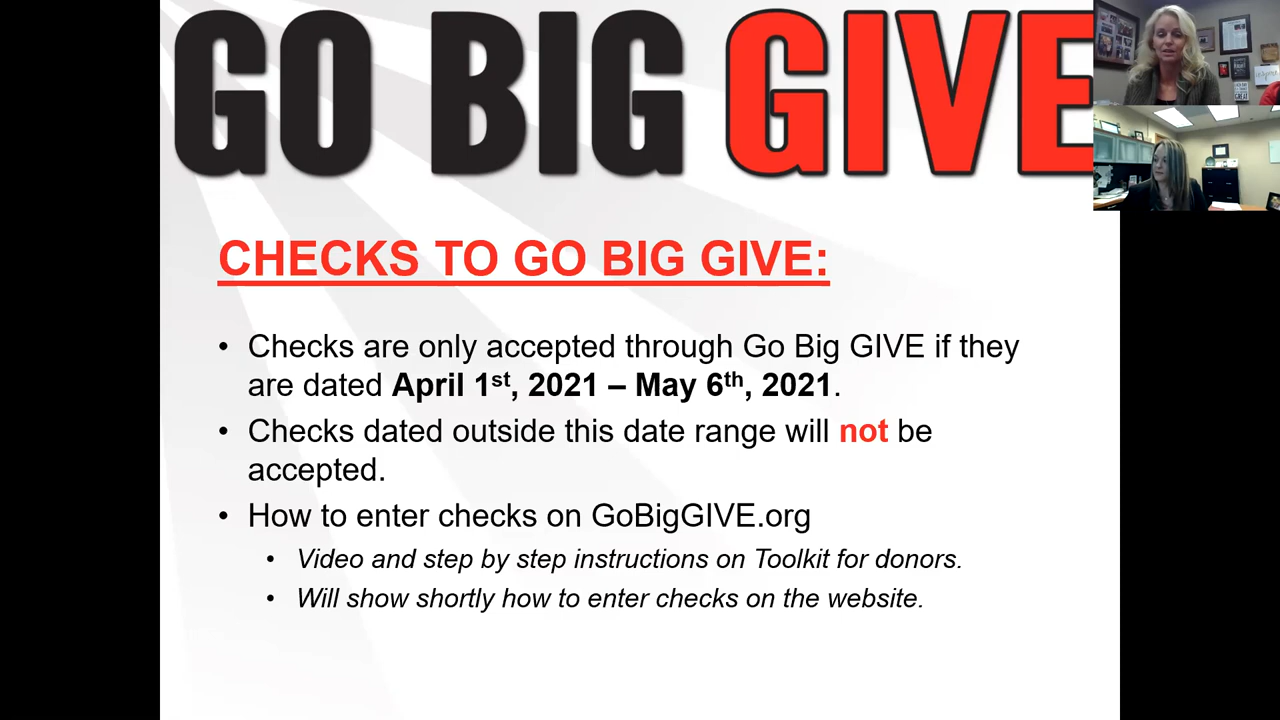 GO BIG GIVE
CHECKS TO GO BIG GIVE:
• Checks are only accepted through Go Big GIVE if they
are dated April 1st, 2021 – May 6th, 2021.
• Checks dated outside this date range will not be
accepted.
• How to enter checks on GoBigGIVE.org
• Video and step by step instructions on Toolkit for donors.
• Will show shortly how to enter checks on the website.